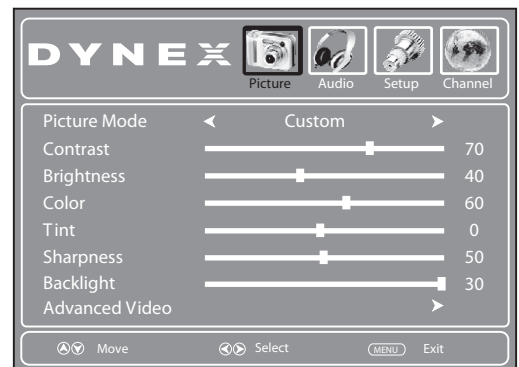 DYNEX
Picture Audio Setup Channel
Picture Mode Custom
Contrast 70
Brightness 40
Color 60
Tint 0
Sharpness 50
Backlight 30
Advanced Video
Move Select MENU Exit